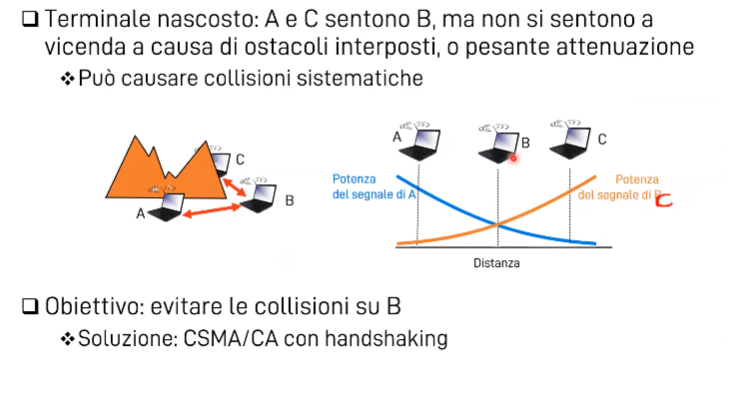 Terminale nascosto: A e C sentono B, ma non si sentono a
vicenda a causa di ostacoli interposti, o pesante attenuazione
Può causare collisioni sistematiche
A
B
C
C
B
A
Potenza
del segnale di A
Potenza
del segnale di C
Distanza
Obiettivo: evitare le collisioni su B
Soluzione: CSMA/CA con handshaking